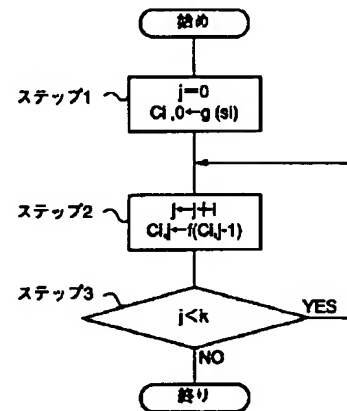 始め
ステップ1
j=0
Ci,0←g (si)
ステップ2
j←j+1
Ci,j←f(Ci,j-1)
ステップ3
j<k
YES
NO
終り